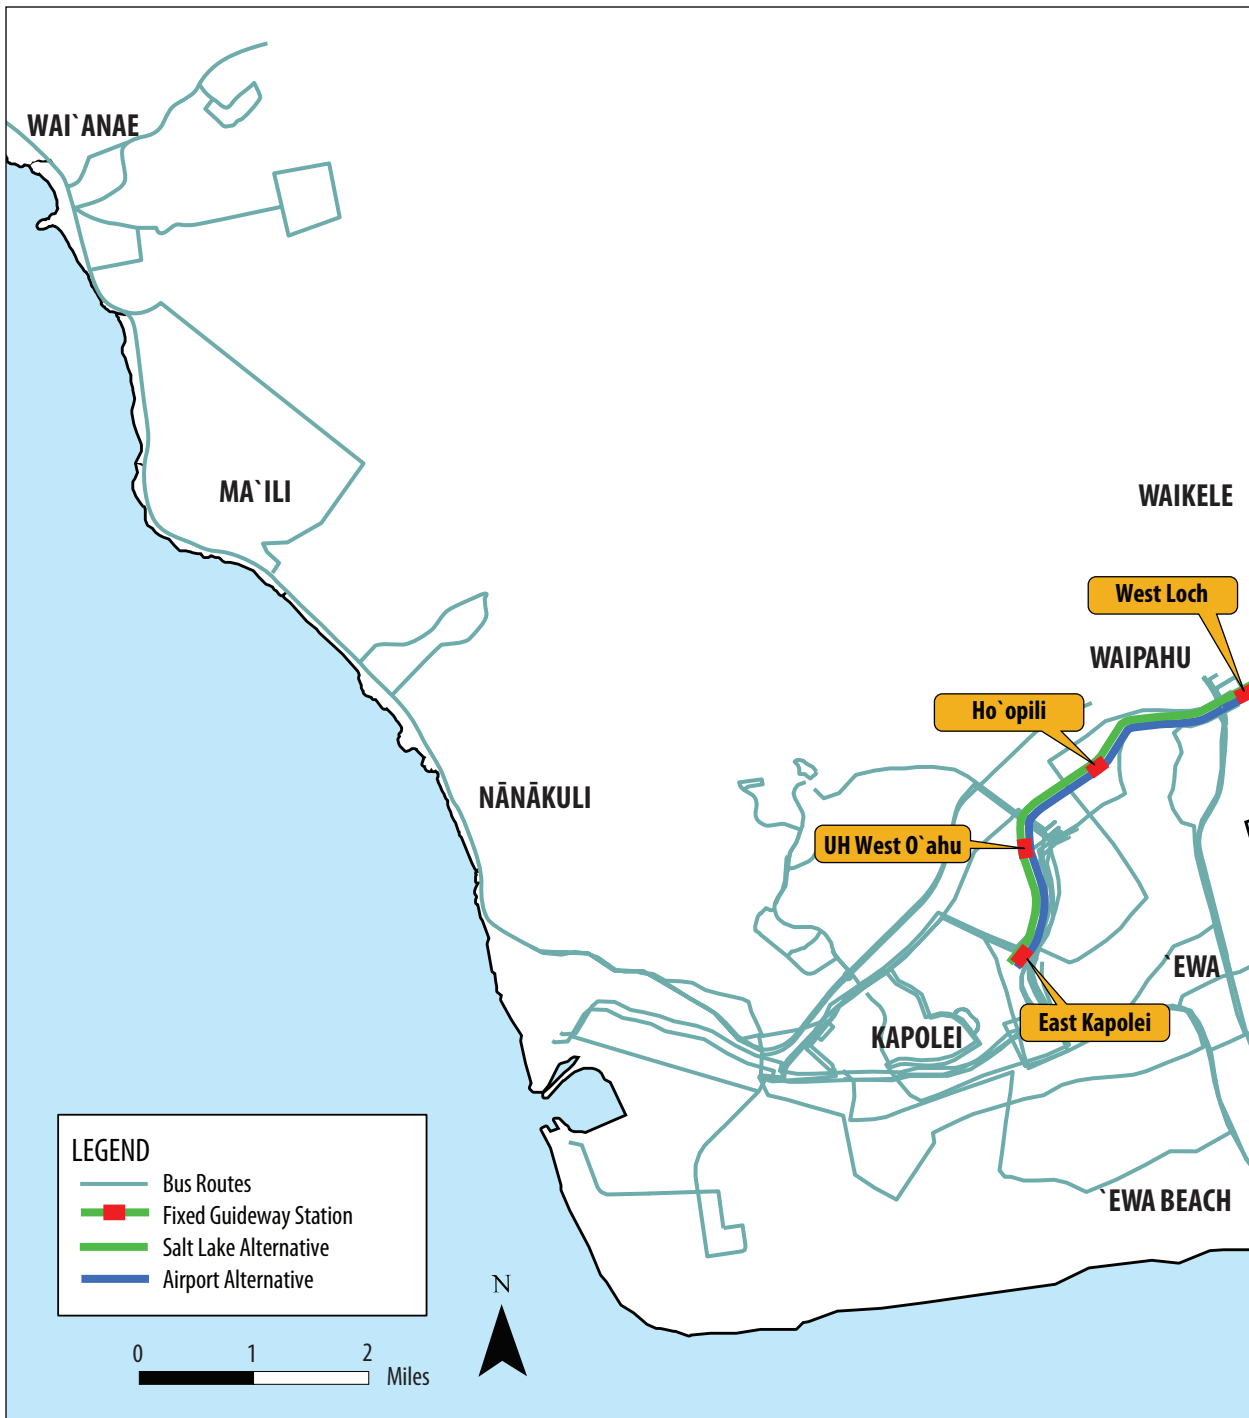 WAI`ANAE
MA`ILI
WAIKELE
West Loch
WAIPAHU
Ho`opili
NĀNĀKULI
UH West O`ahu
`EWA
East Kapolei
KAPOLEI
`EWA BEACH
LEGEND
Bus Routes
Fixed Guideway Station
Salt Lake Alternative
Airport Alternative
N
0 1 2
Miles